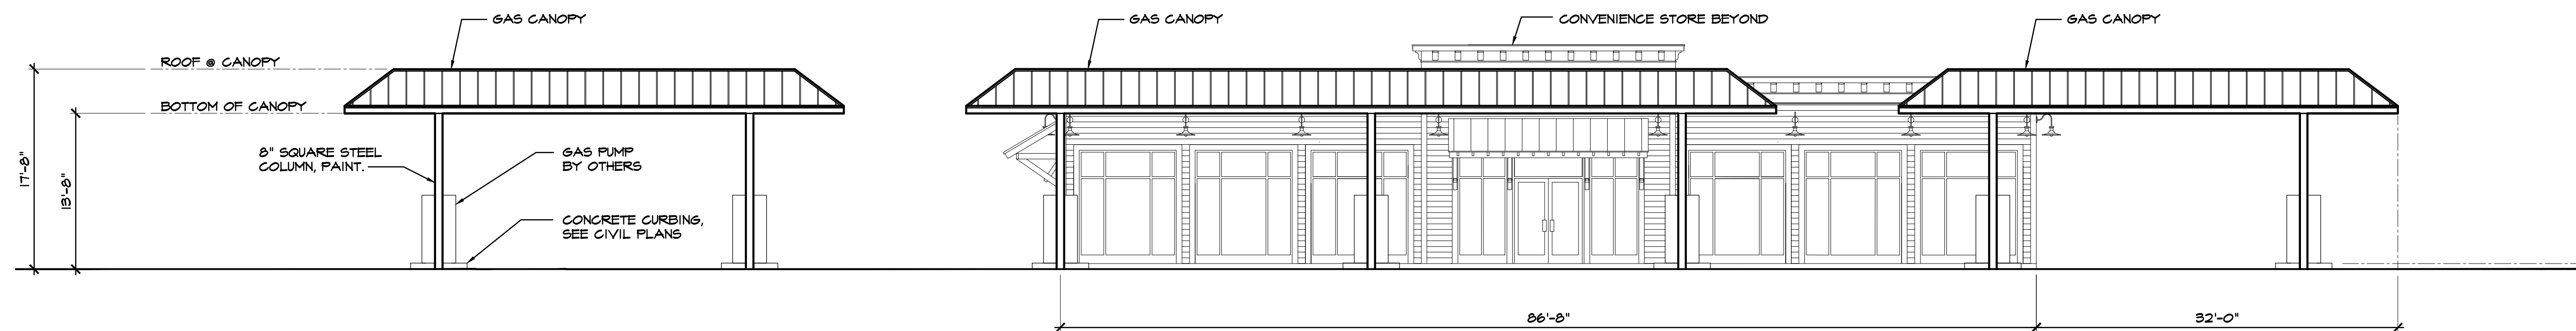 GAS CANOPY
GAS CANOPY
CONVENIENCE STORE BEYOND
GAS CANOPY
ROOF @ CANOPY
BOTTOM OF CANOPY
17'-8"
13'-8"
8" SQUARE STEEL
COLUMN, PAINT.
GAS PUMP
BY OTHERS
CONCRETE CURBING,
SEE CIVIL PLANS
86'-8"
32'-0"